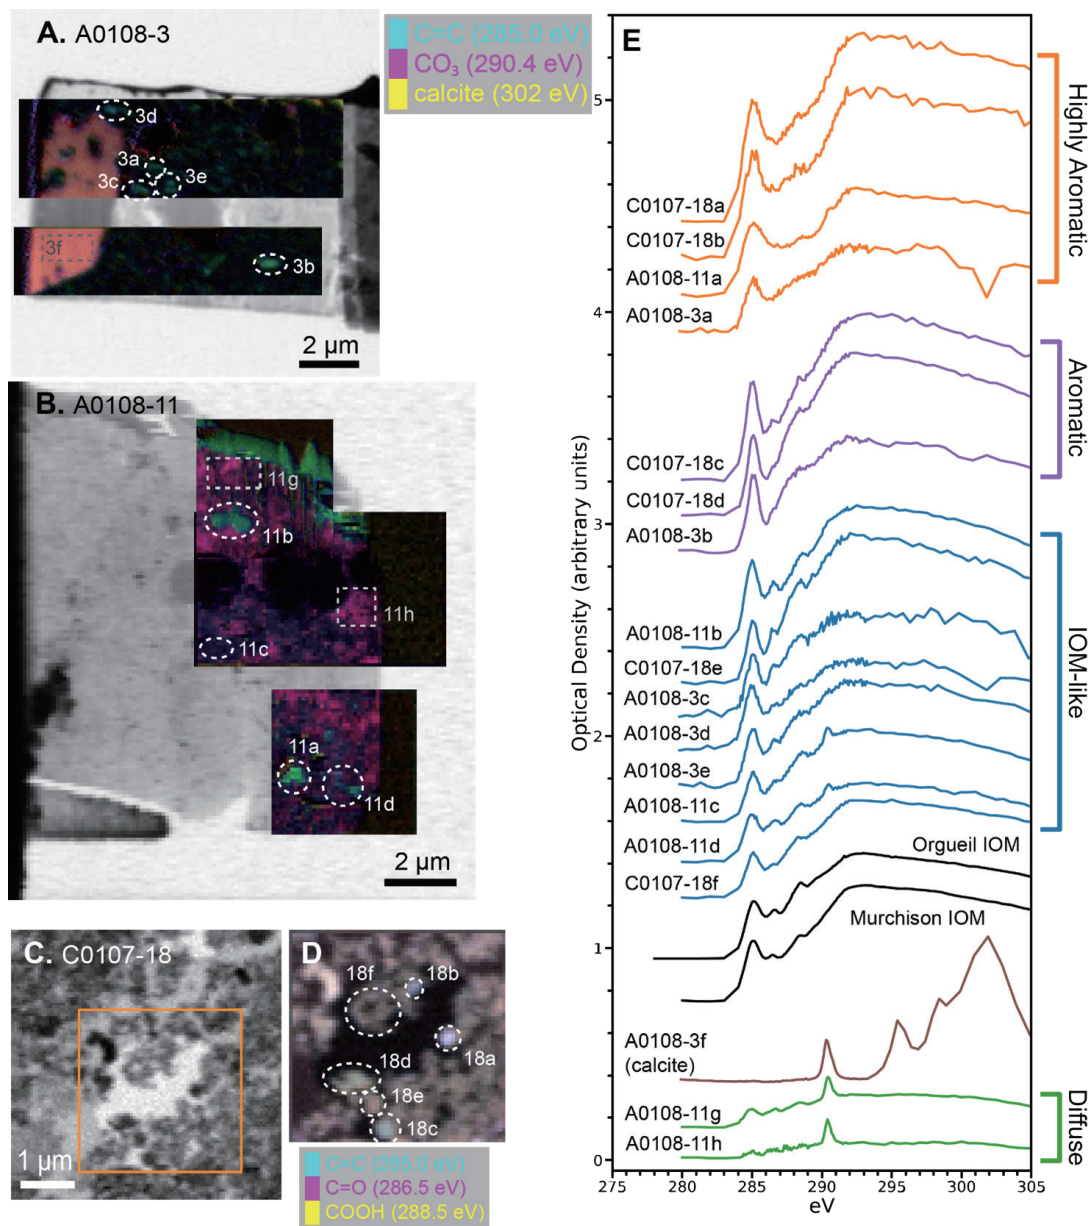 A. A0108-3
C=C (285.0 eV)
CO₃ (290.4 eV)
calcite (302 eV)
3d
3a
3e
3c
3f
3b
2 µm
B. A0108-11
11g
11b
11h
11c
11a
11d
2 µm
C. C0107-18
1 µm
D
18f
18b
18a
18d
18e
18c
C=C (285.0 eV)
C=O (286.5 eV)
COOH (288.5 eV)
E
Optical Density (arbitrary units)
5
4
3
2
1
0
C0107-18a
C0107-18b
A0108-11a
A0108-3a
C0107-18c
C0107-18d
A0108-3b
A0108-11b
C0107-18e
A0108-3c
A0108-3d
A0108-3e
A0108-11c
A0108-11d
C0107-18f
Orgueil IOM
Murchison IOM
A0108-3f
(calcite)
A0108-11g
A0108-11h
Highly Aromatic
Aromatic
IOM-like
Diffuse
275 280 285 290 295 300 305
eV